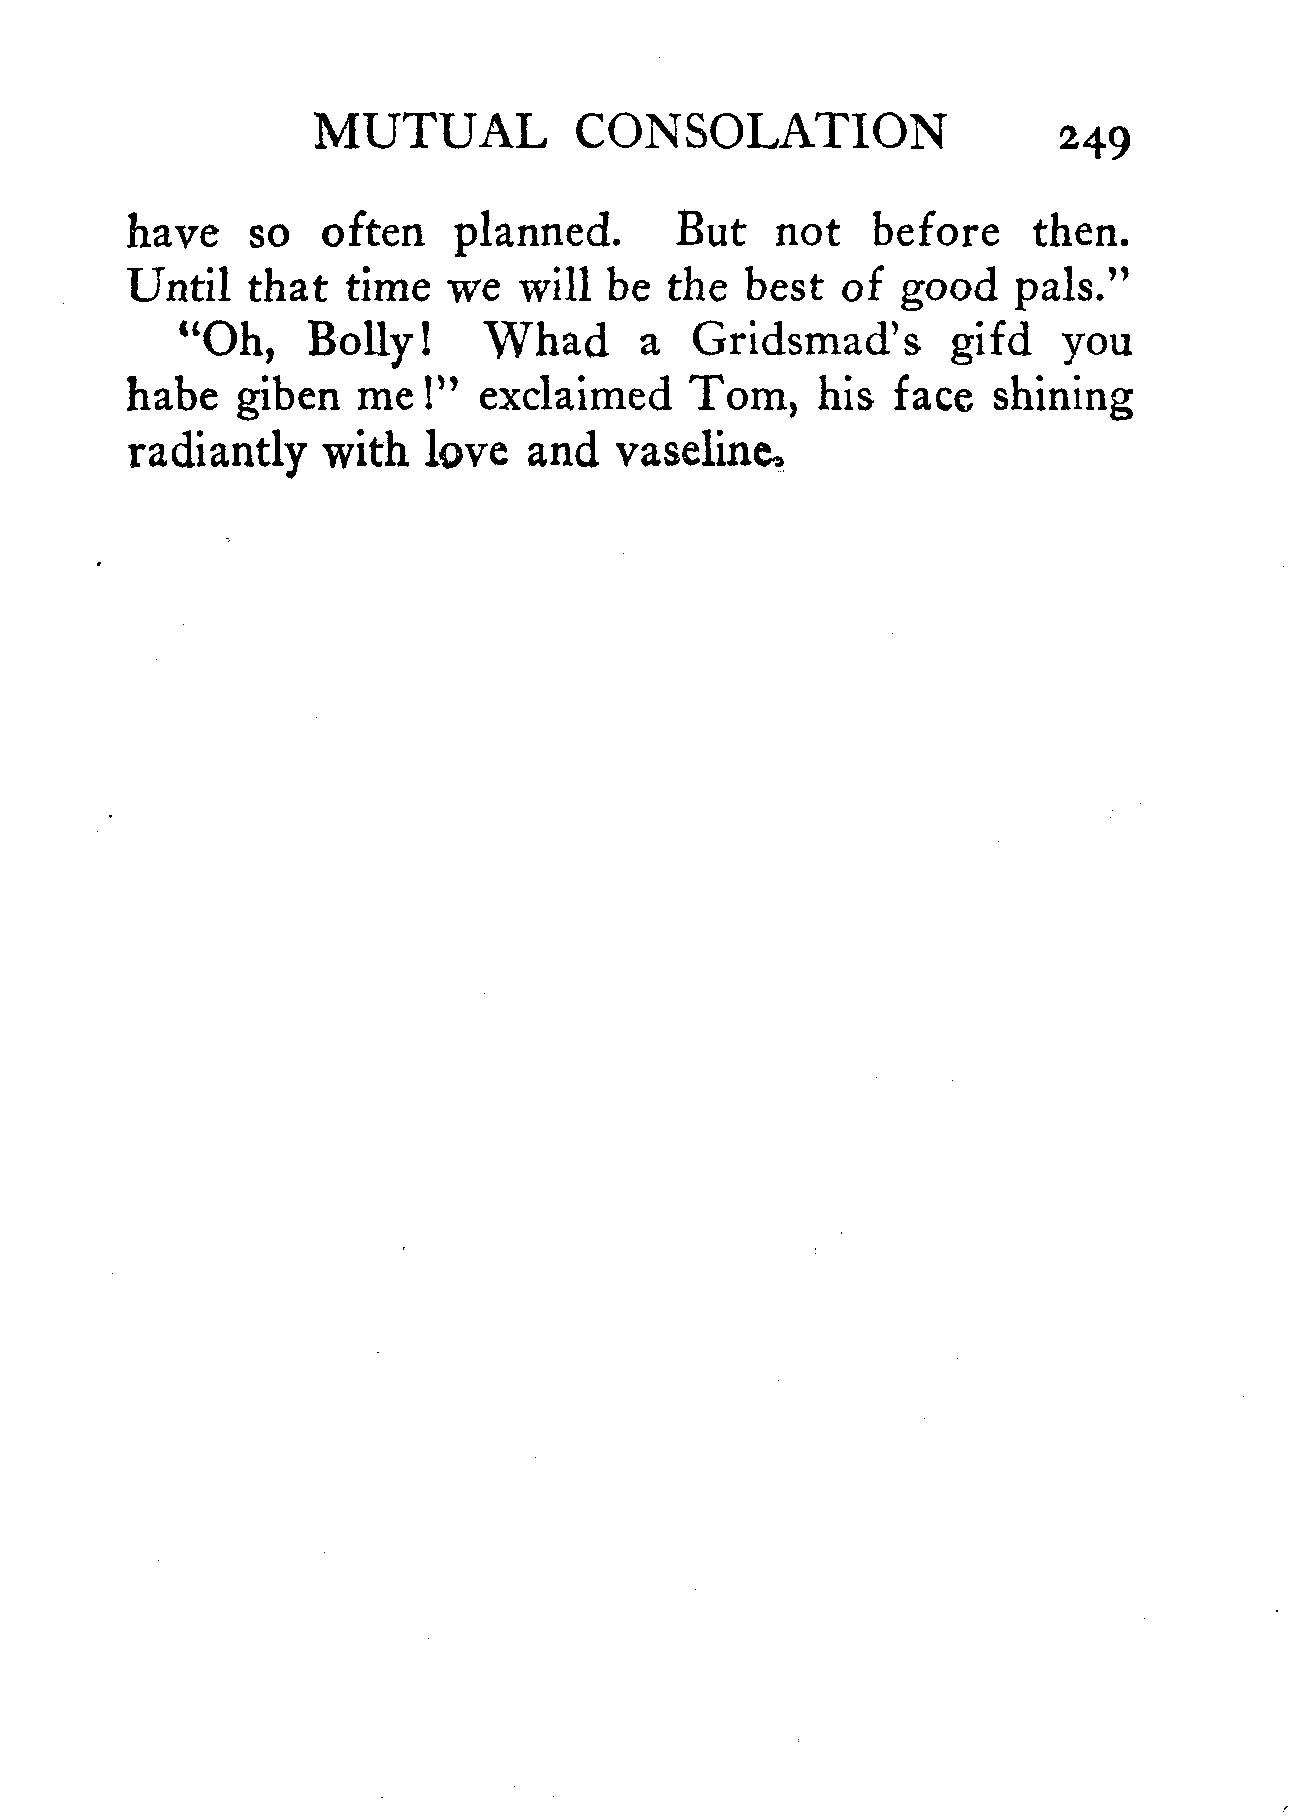 MUTUAL CONSOLATION 249
have so often planned. But not before then.
Until that time we will be the best of good pals."
"Oh, Bolly! Whad a Gridsmad's gifd you
habe giben me!" exclaimed Tom, his face shining
radiantly with love and vaseline.